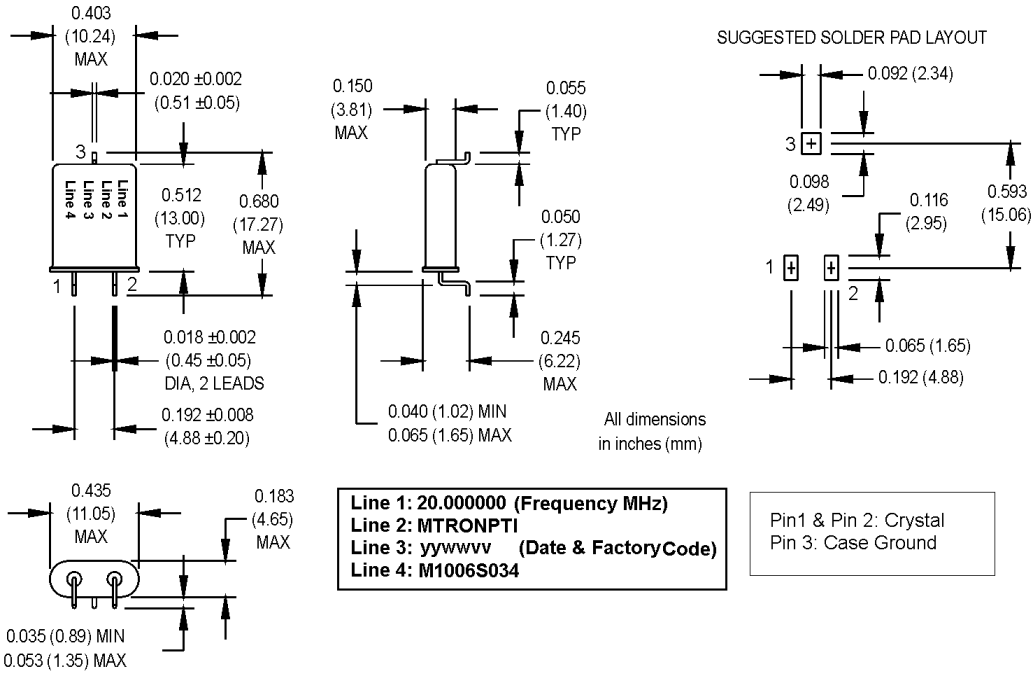 0.403
(10.24)
MAX
0.020 ±0.002
(0.51 ±0.05)
3
Line 1
Line 2
Line 3
Line 4
0.512
(13.00)
TYP
0.680
(17.27)
MAX
1
2
0.018 ±0.002
(0.45 ±0.05)
DIA, 2 LEADS
0.192 ±0.008
(4.88 ±0.20)
0.150
(3.81)
MAX
0.055
(1.40)
TYP
0.050
(1.27)
TYP
0.245
(6.22)
MAX
0.040 (1.02) MIN
0.065 (1.65) MAX
SUGGESTED SOLDER PAD LAYOUT
0.092 (2.34)
3
0.098
(2.49)
0.593
(15.06)
0.116
(2.95)
1
2
0.065 (1.65)
0.192 (4.88)
All dimensions
in inches (mm)
0.435
(11.05)
MAX
0.183
(4.65)
MAX
0.035 (0.89) MIN
0.053 (1.35) MAX
Line 1: 20.000000 (Frequency MHz)
Line 2: MTRONPTI
Line 3: yywwvv (Date & Factory Code)
Line 4: M1006S034
Pin1 & Pin 2: Crystal
Pin 3: Case Ground